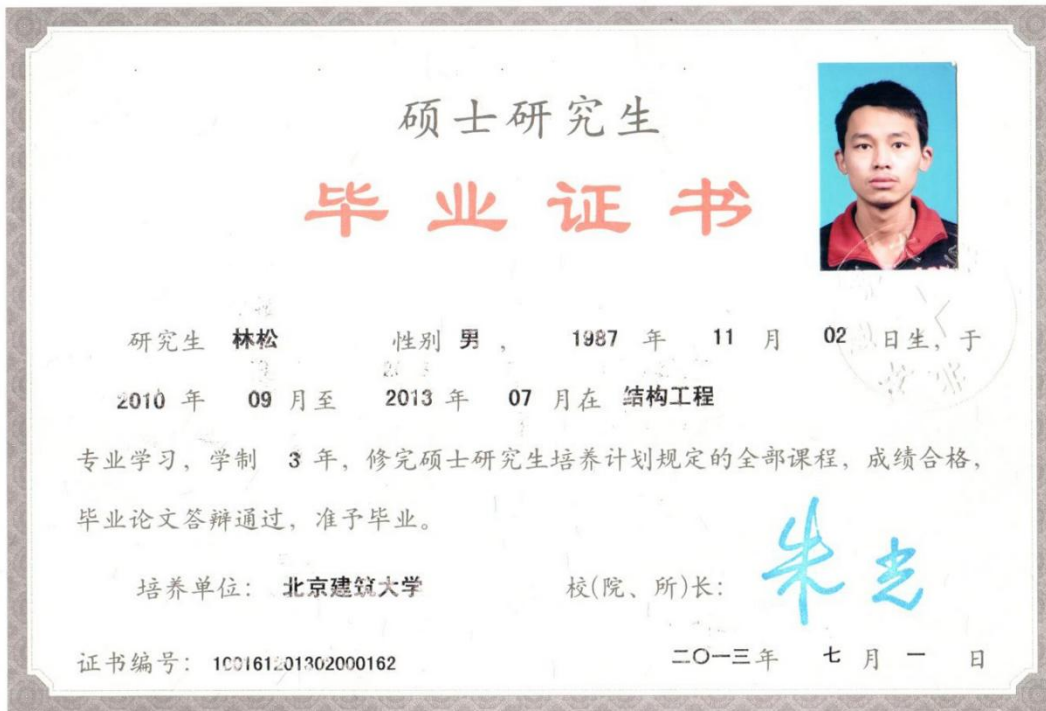 硕士研究生
毕业证书
研究生 林松 性别 男 , 1987 年 11 月 02 日生, 于
2010 年 09 月至 2013 年 07 月在 结构工程
专业学习, 学制 3 年, 修完硕士研究生培养计划规定的全部课程, 成绩合格,
毕业论文答辩通过, 准予毕业。
培养单位: 北京建筑大学 校(院、所)长: 朱光
证书编号: 100161201302000162 二〇一三年 七 月 一 日